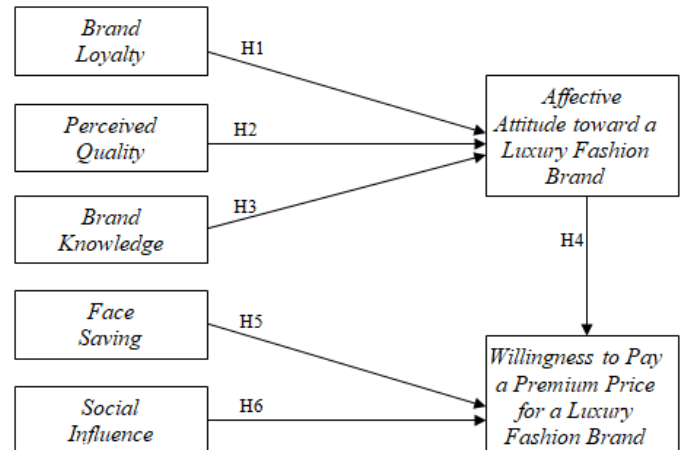 Brand
Loyalty
H1
Affective
Attitude toward a
Luxury Fashion
Brand
Perceived
Quality
H2
Brand
Knowledge
H3
H4
Face
Saving
H5
Willingness to Pay
a Premium Price
for a Luxury
Fashion Brand
Social
Influence
H6